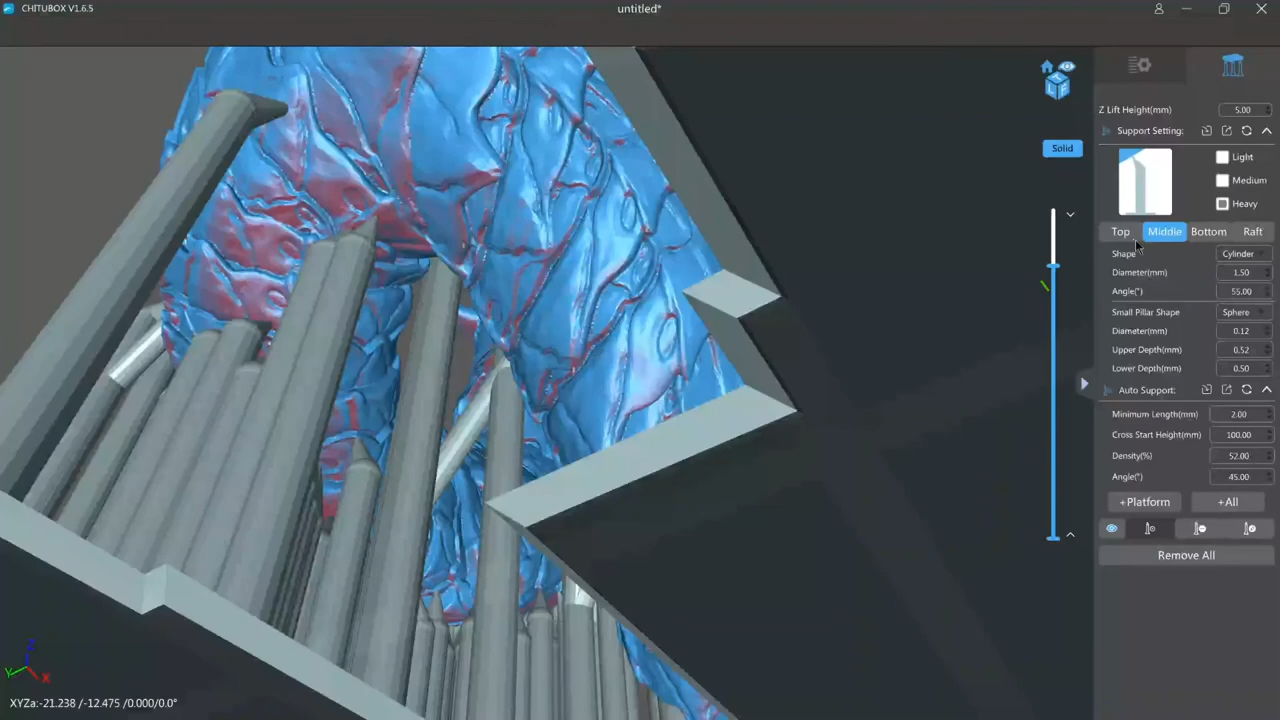 CHITUBOX V1.6.5
untitled*
Z Lift Height(mm) 5.00
Support Setting:
Light
Medium
Heavy
Top Middle Bottom Raft
Shape Cylinder
Diameter(mm) 1.50
Angle(°) 55.00
Small Pillar Shape Sphere
Diameter(mm) 0.12
Upper Depth(mm) 0.52
Lower Depth(mm) 0.50
Auto Support:
Minimum Length(mm) 2.00
Cross Start Height(mm) 100.00
Density(%) 52.00
Angle(°) 45.00
+Platform +All
Remove All
Solid
L F
Z
Y
X
XYZa:-21.238 /-12.475 /0.000/0.0°